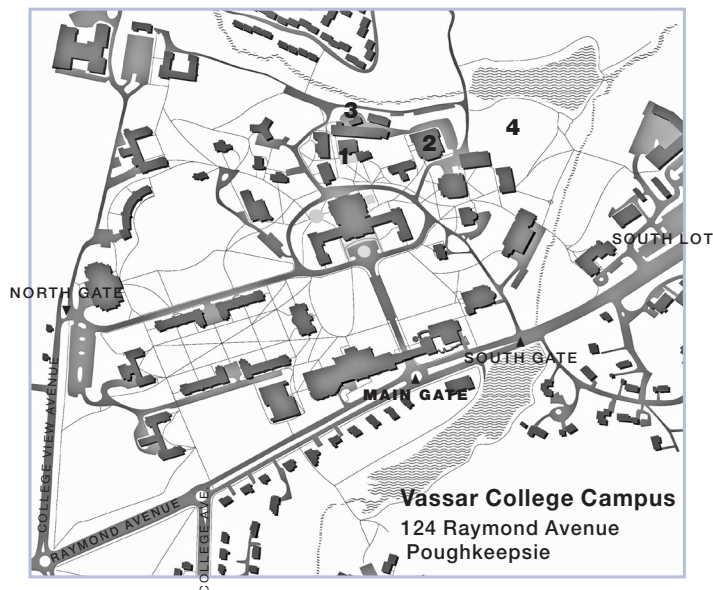 3
4
2
1
SOUTH LOT
NORTH GATE
SOUTH GATE
MAIN GATE
COLLEGE VIEW AVENUE
RAYMOND AVENUE
COLLEGE AVE
Vassar College Campus
124 Raymond Avenue
Poughkeepsie